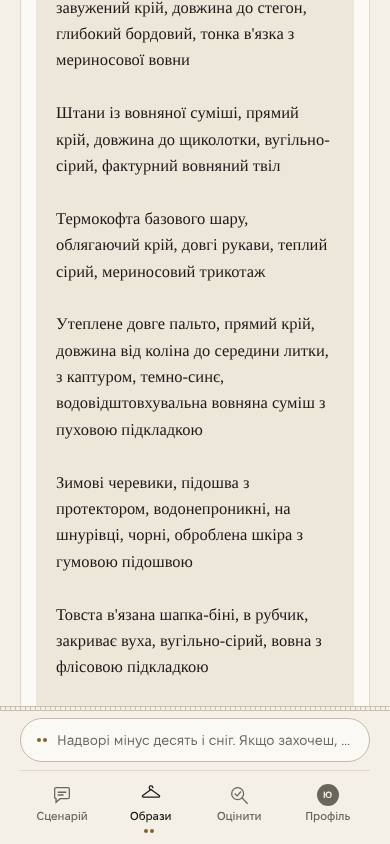 завужений крій, довжина до стегон,
глибокий бордовий, тонка в'язка з
мериносової вовни
Штани із вовняної суміші, прямий
крій, довжина до щиколотки, вугільно-
сірий, фактурний вовняний твіл
Термокофта базового шару,
облягаючий крій, довгі рукави, теплий
сірий, мериносовий трикотаж
Утеплене довге пальто, прямий крій,
довжина від коліна до середини литки,
з каптуром, темно-синє,
водовідштовхувальна вовняна суміш з
пуховою підкладкою
Зимові черевики, підошва з
протектором, водонепроникні, на
шнурівці, чорні, оброблена шкіра з
гумовою підошвою
Товста в'язана шапка-біні, в рубчик,
закриває вуха, вугільно-сірий, вовна з
флісовою підкладкою
Надворі мінус десять і сніг. Якщо захочеш, ...
Сценарій
Образи
Оцінити
Ю
Профіль